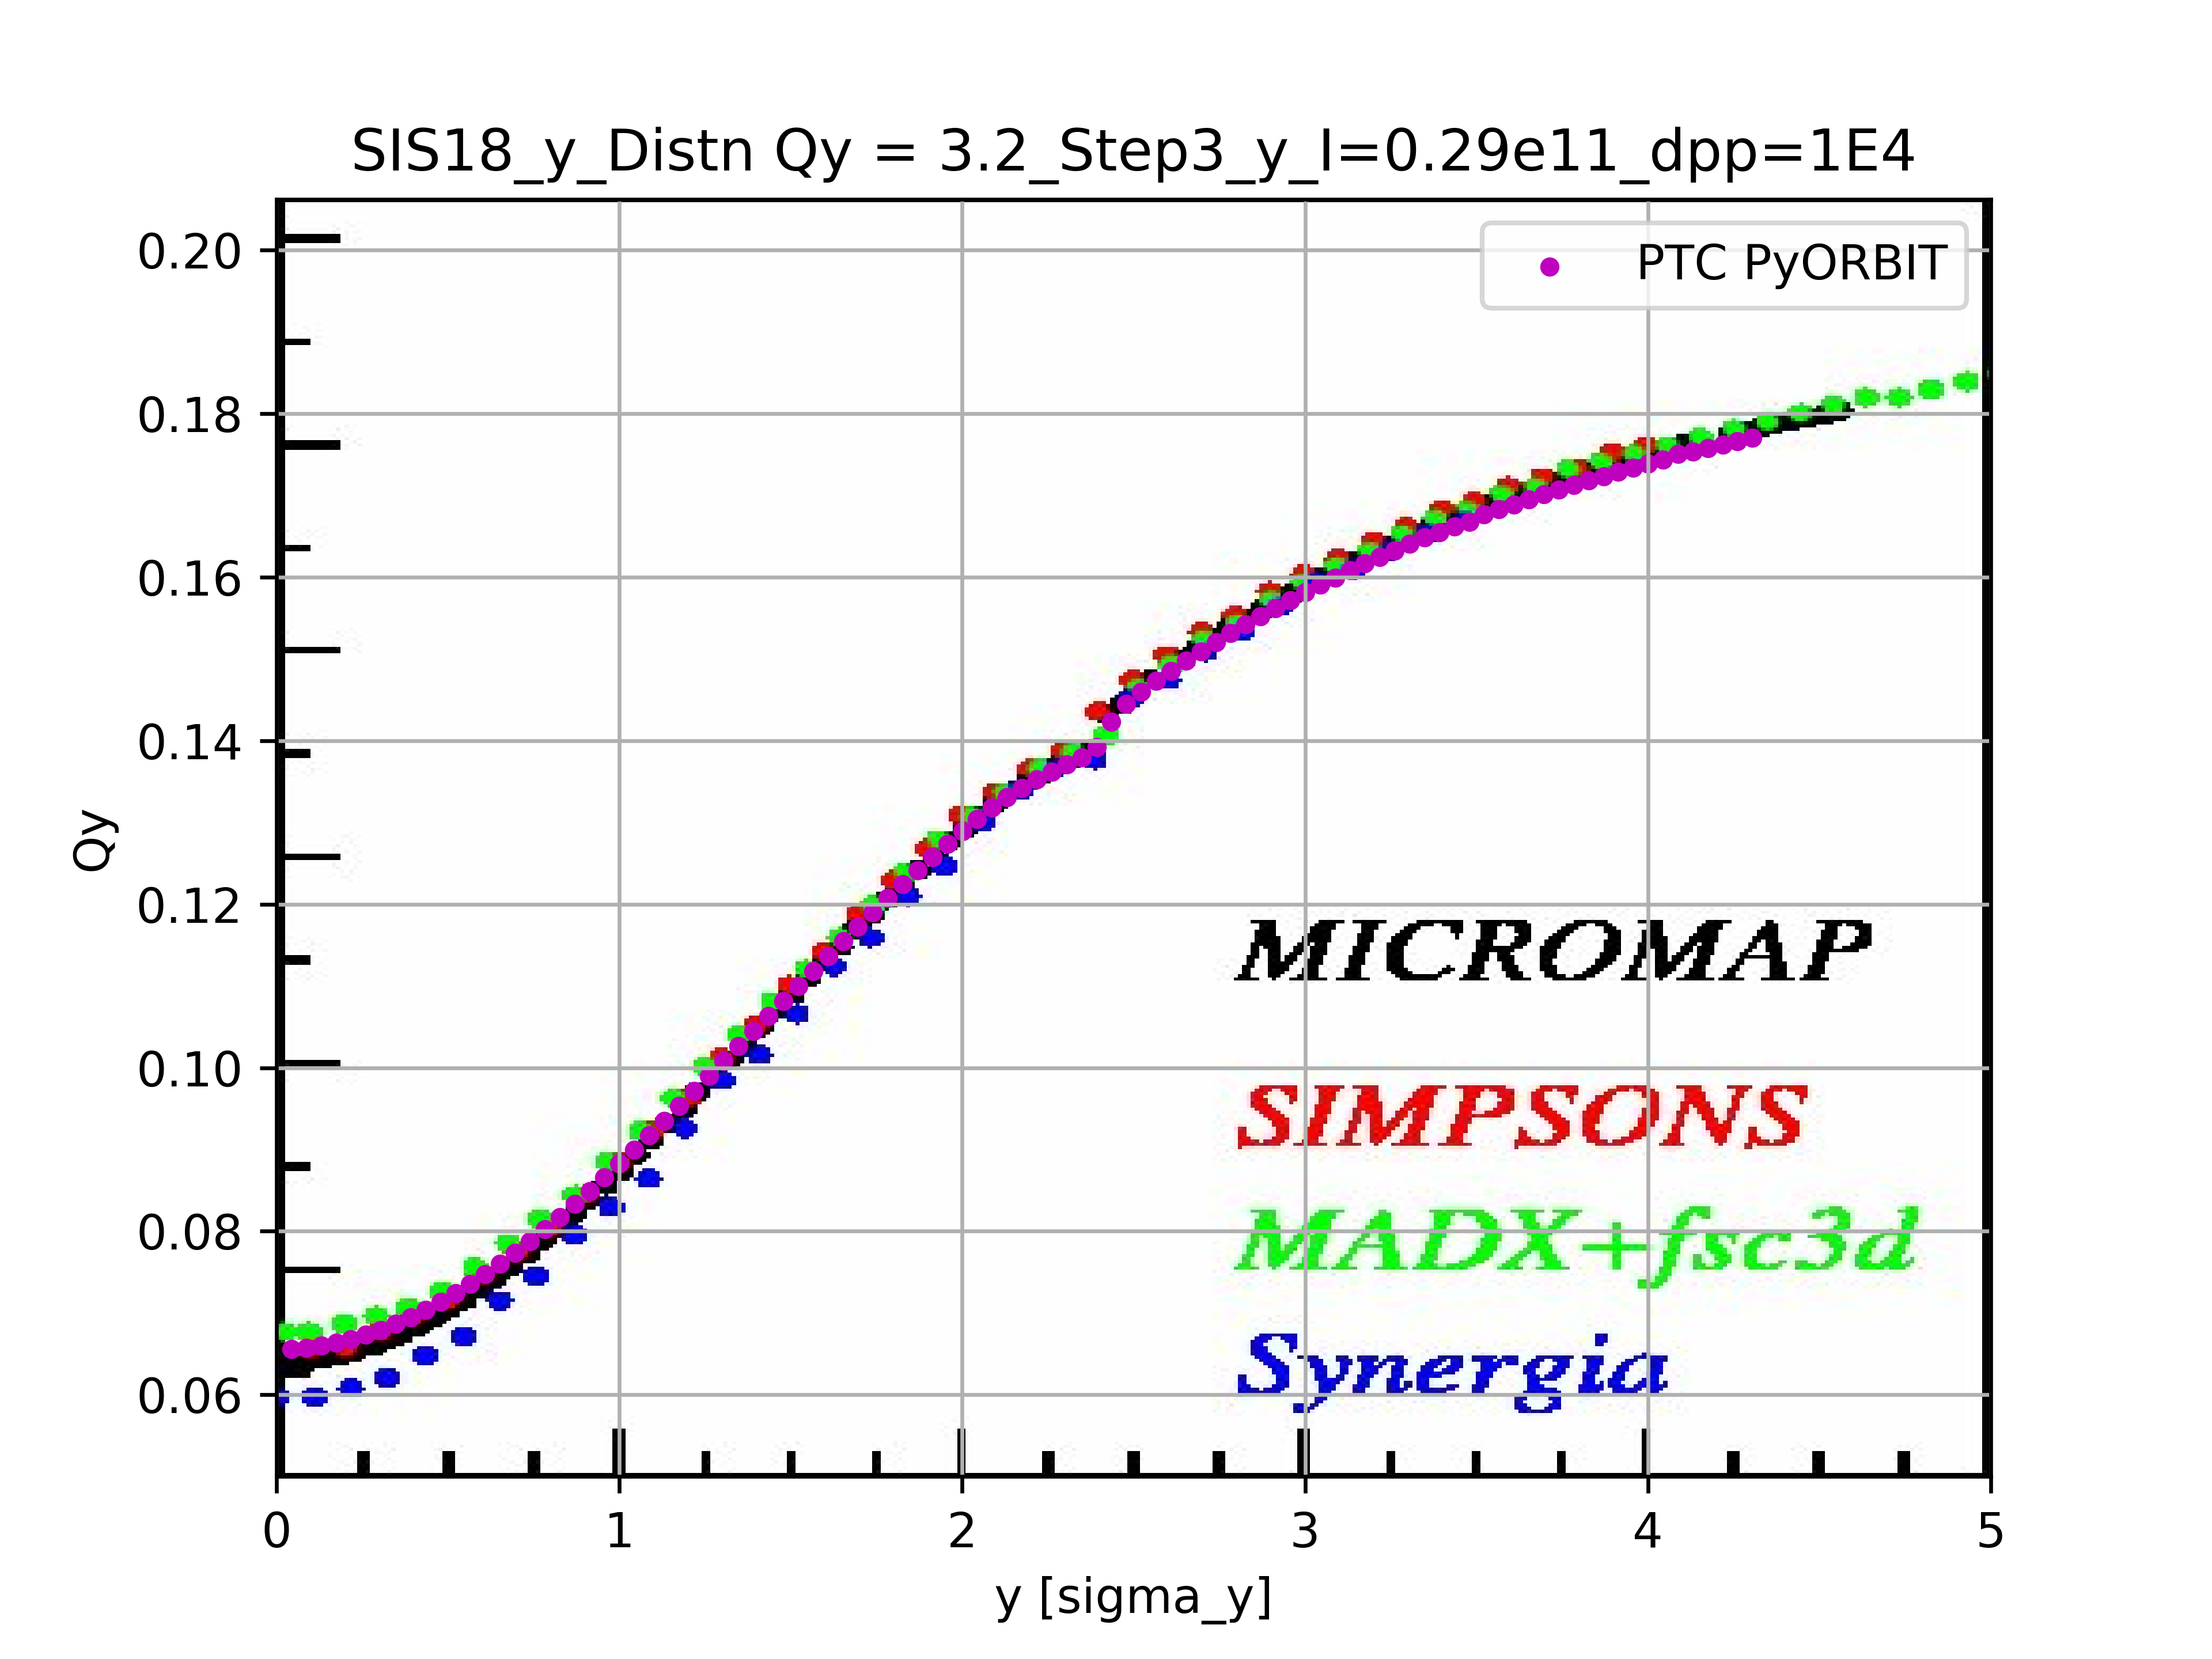 SIS18_y_Distn Qy = 3.2_Step3_y_I=0.29e11_dpp=1E4
PTC PyORBIT
0.20
0.18
0.16
0.14
0.12
0.10
0.08
0.06
Qy
MICROMAP
SIMPSONS
MADX+fsc3d
Synergia
0 1 2 3 4 5
y [sigma_y]